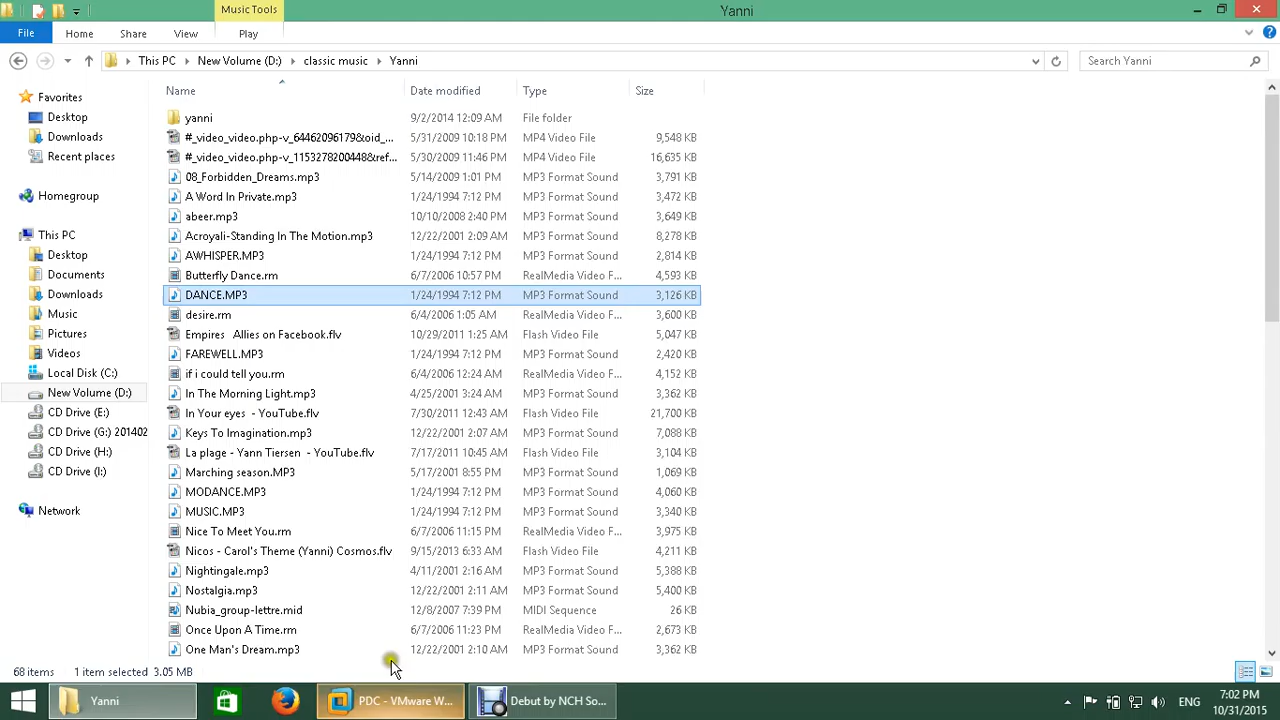 Music Tools
Yanni
File Home Share View Play
This PC New Volume (D:) classic music Yanni Search Yanni
Name Date modified Type Size
Favorites
Desktop
Downloads
Recent places
Homegroup
This PC
Desktop
Documents
Downloads
Music
Pictures
Videos
Local Disk (C:)
New Volume (D:)
CD Drive (E:)
CD Drive (G:) 201402
CD Drive (H:)
CD Drive (I:)
Network
yanni 9/2/2014 12:09 AM File folder
#_video_video.php-v_64462096179&oid_... 5/31/2009 10:18 PM MP4 Video File 9,548 KB
#_video_video.php-v_1153278200448&ref... 5/30/2009 11:46 PM MP4 Video File 16,635 KB
08_Forbidden_Dreams.mp3 5/14/2009 1:01 PM MP3 Format Sound 3,791 KB
A Word In Private.mp3 1/24/1994 7:12 PM MP3 Format Sound 3,472 KB
abeer.mp3 10/10/2008 2:40 PM MP3 Format Sound 3,649 KB
Acroyali-Standing In The Motion.mp3 12/22/2001 2:09 AM MP3 Format Sound 8,278 KB
AWHISPER.MP3 1/24/1994 7:12 PM MP3 Format Sound 2,814 KB
Butterfly Dance.rm 6/7/2006 10:57 PM RealMedia Video F... 4,593 KB
DANCE.MP3 1/24/1994 7:12 PM MP3 Format Sound 3,126 KB
desire.rm 6/4/2006 1:05 AM RealMedia Video F... 3,600 KB
Empires Allies on Facebook.flv 10/29/2011 1:25 AM Flash Video File 5,047 KB
FAREWELL.MP3 1/24/1994 7:12 PM MP3 Format Sound 2,420 KB
if i could tell you.rm 6/4/2006 12:24 AM RealMedia Video F... 4,152 KB
In The Morning Light.mp3 4/25/2001 3:24 AM MP3 Format Sound 3,362 KB
In Your eyes - YouTube.flv 7/30/2011 12:43 AM Flash Video File 21,700 KB
Keys To Imagination.mp3 12/22/2001 2:07 AM MP3 Format Sound 7,088 KB
La plage - Yann Tiersen - YouTube.flv 7/17/2011 10:45 AM Flash Video File 3,104 KB
Marching season.MP3 5/17/2001 8:55 PM MP3 Format Sound 1,069 KB
MODANCE.MP3 1/24/1994 7:12 PM MP3 Format Sound 4,060 KB
MUSIC.MP3 1/24/1994 7:12 PM MP3 Format Sound 3,340 KB
Nice To Meet You.rm 6/7/2006 11:15 PM RealMedia Video F... 3,975 KB
Nicos - Carol's Theme (Yanni) Cosmos.flv 9/15/2013 6:33 AM Flash Video File 4,211 KB
Nightingale.mp3 4/11/2001 2:16 AM MP3 Format Sound 5,388 KB
Nostalgia.mp3 12/22/2001 2:11 AM MP3 Format Sound 5,400 KB
Nubia_group-lettre.mid 12/8/2007 7:39 PM MIDI Sequence 26 KB
Once Upon A Time.rm 6/7/2006 11:23 PM RealMedia Video F... 2,673 KB
One Man's Dream.mp3 12/22/2001 2:10 AM MP3 Format Sound 3,362 KB
68 items 1 item selected 3.05 MB
Yanni PDC - VMware W... Debut by NCH So... ENG 7:02 PM
10/31/2015